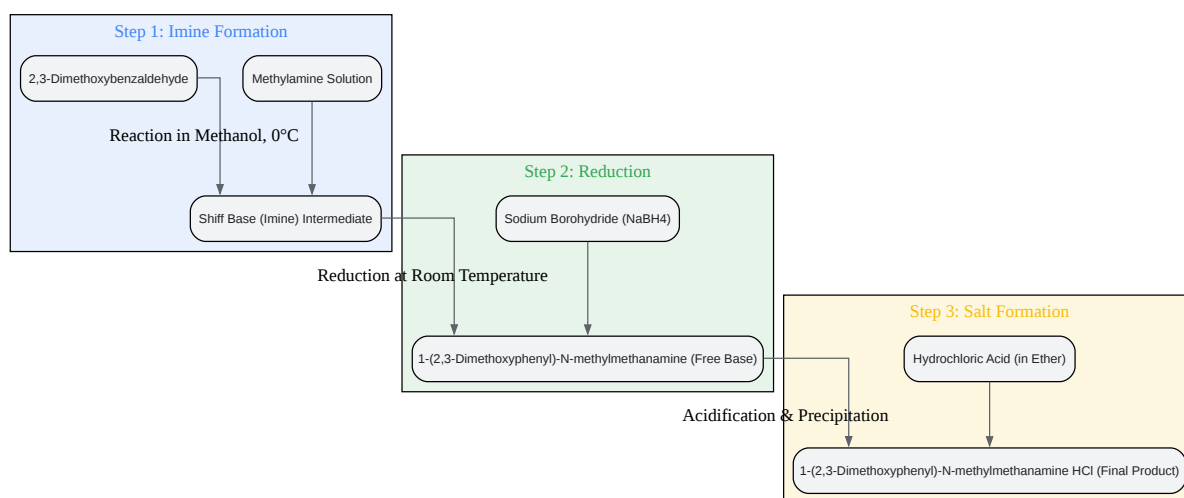 Step 1: Imine Formation
2,3-Dimethoxybenzaldehyde
Methylamine Solution
Reaction in Methanol, 0°C
Shiff Base (Imine) Intermediate
Step 2: Reduction
Sodium Borohydride (NaBH4)
Reduction at Room Temperature
1-(2,3-Dimethoxyphenyl)-N-methylmethanamine (Free Base)
Step 3: Salt Formation
Hydrochloric Acid (in Ether)
Acidification & Precipitation
1-(2,3-Dimethoxyphenyl)-N-methylmethanamine HCl (Final Product)